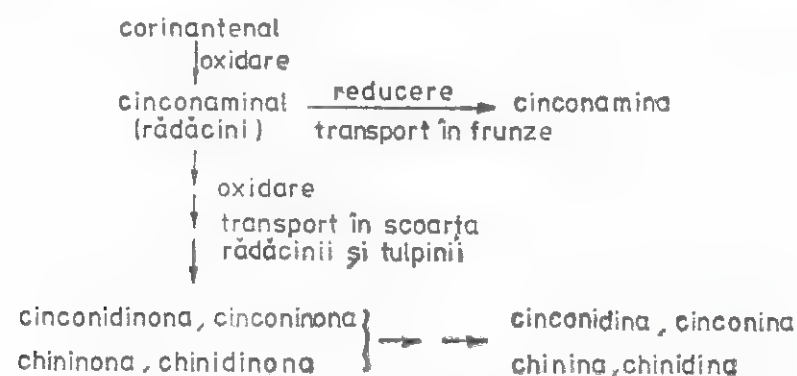 corinantenal
oxidare
cinconaminal reducere cinconamina
(rădăcini) transport în frunze
oxidare
transport în scoarța
rădăcinii și tulpinii
cinconidinona, cinconinona cinconidina, cinconina
chininona, chinidinona chinina, chinidina